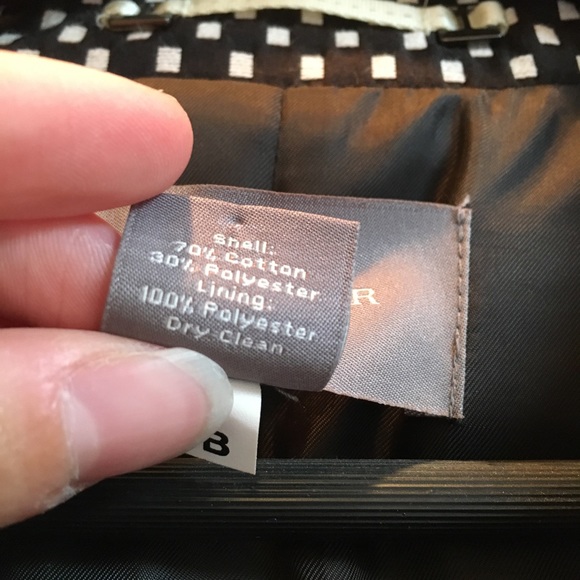 Shell:
70% Cotton
30% Polyester
Lining:
100% Polyester
Dry Clean
R
B